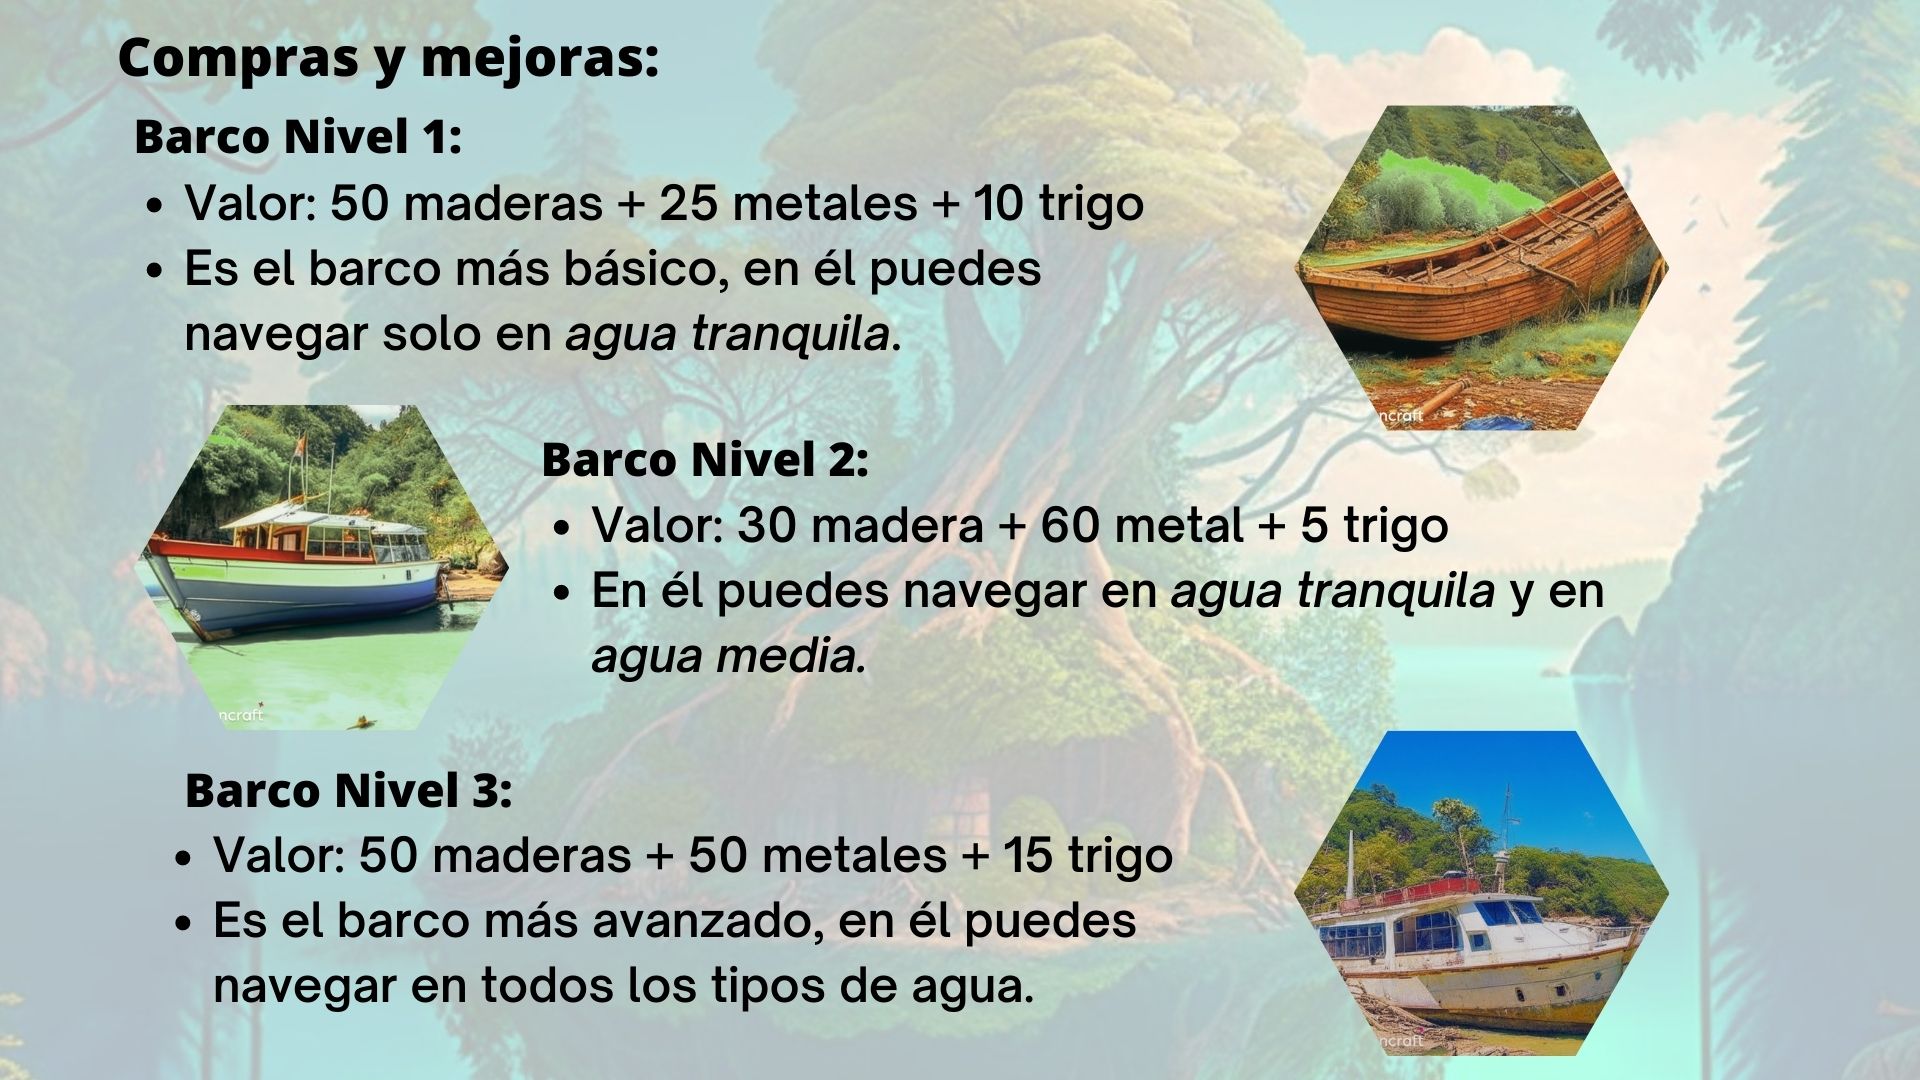 Compras y mejoras:
Barco Nivel 1:
• Valor: 50 maderas + 25 metales + 10 trigo
• Es el barco más básico, en él puedes
navegar solo en agua tranquila.
ncraft
Barco Nivel 2:
• Valor: 30 madera + 60 metal + 5 trigo
• En él puedes navegar en agua tranquila y en
agua media.
ncraft
Barco Nivel 3:
• Valor: 50 maderas + 50 metales + 15 trigo
• Es el barco más avanzado, en él puedes
navegar en todos los tipos de agua.
ncraft